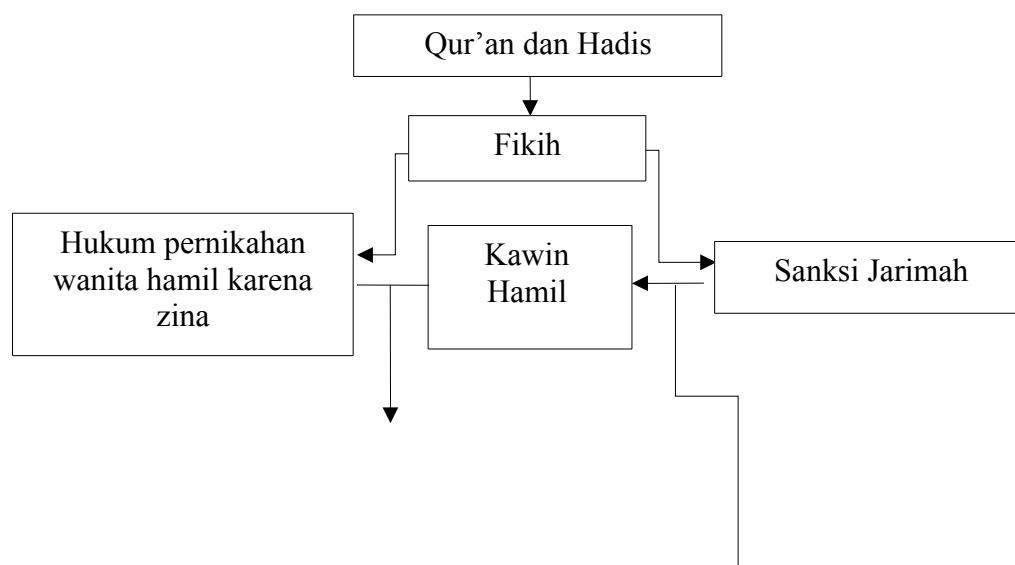 Qur’an dan Hadis
Fikih
Hukum pernikahan
wanita hamil karena
zina
Kawin
Hamil
Sanksi Jarimah